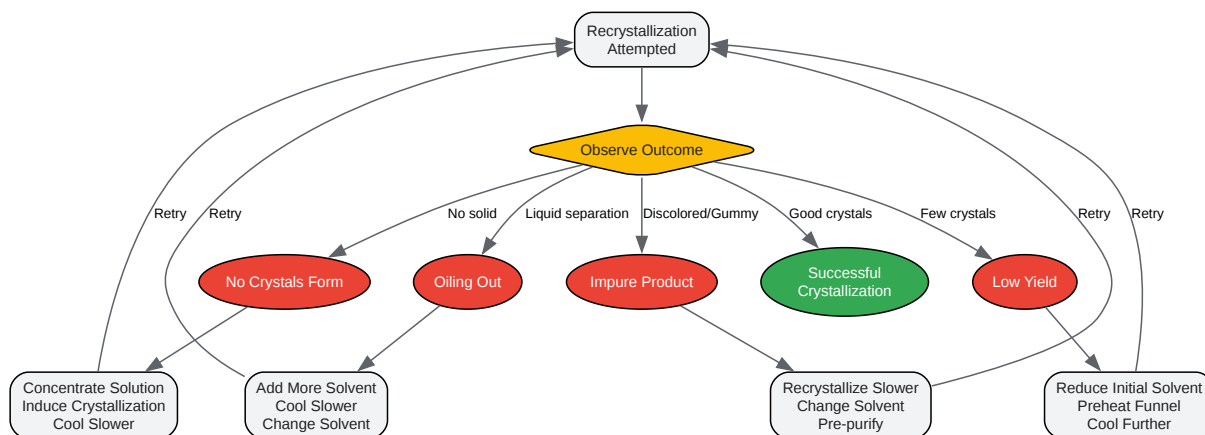 Recrystallization
Attempted
Observe Outcome
Retry
Retry
No solid
Liquid separation
Discolored/Gummy
Good crystals
Few crystals
Retry
Retry
No Crystals Form
Oiling Out
Impure Product
Successful
Crystallization
Low Yield
Concentrate Solution
Induce Crystallization
Cool Slower
Add More Solvent
Cool Slower
Change Solvent
Recrystallize Slower
Change Solvent
Pre-purify
Reduce Initial Solvent
Preheat Funnel
Cool Further